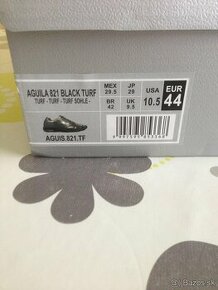 AGUILA 821 BLACK TURF
TURF - TURF - TURF SOHLE -
AGUIS.821.TF
MEX 29.5
JP 28
BR 42
UK 9.5
USA 10.5
EUR 44
Bazos.sk